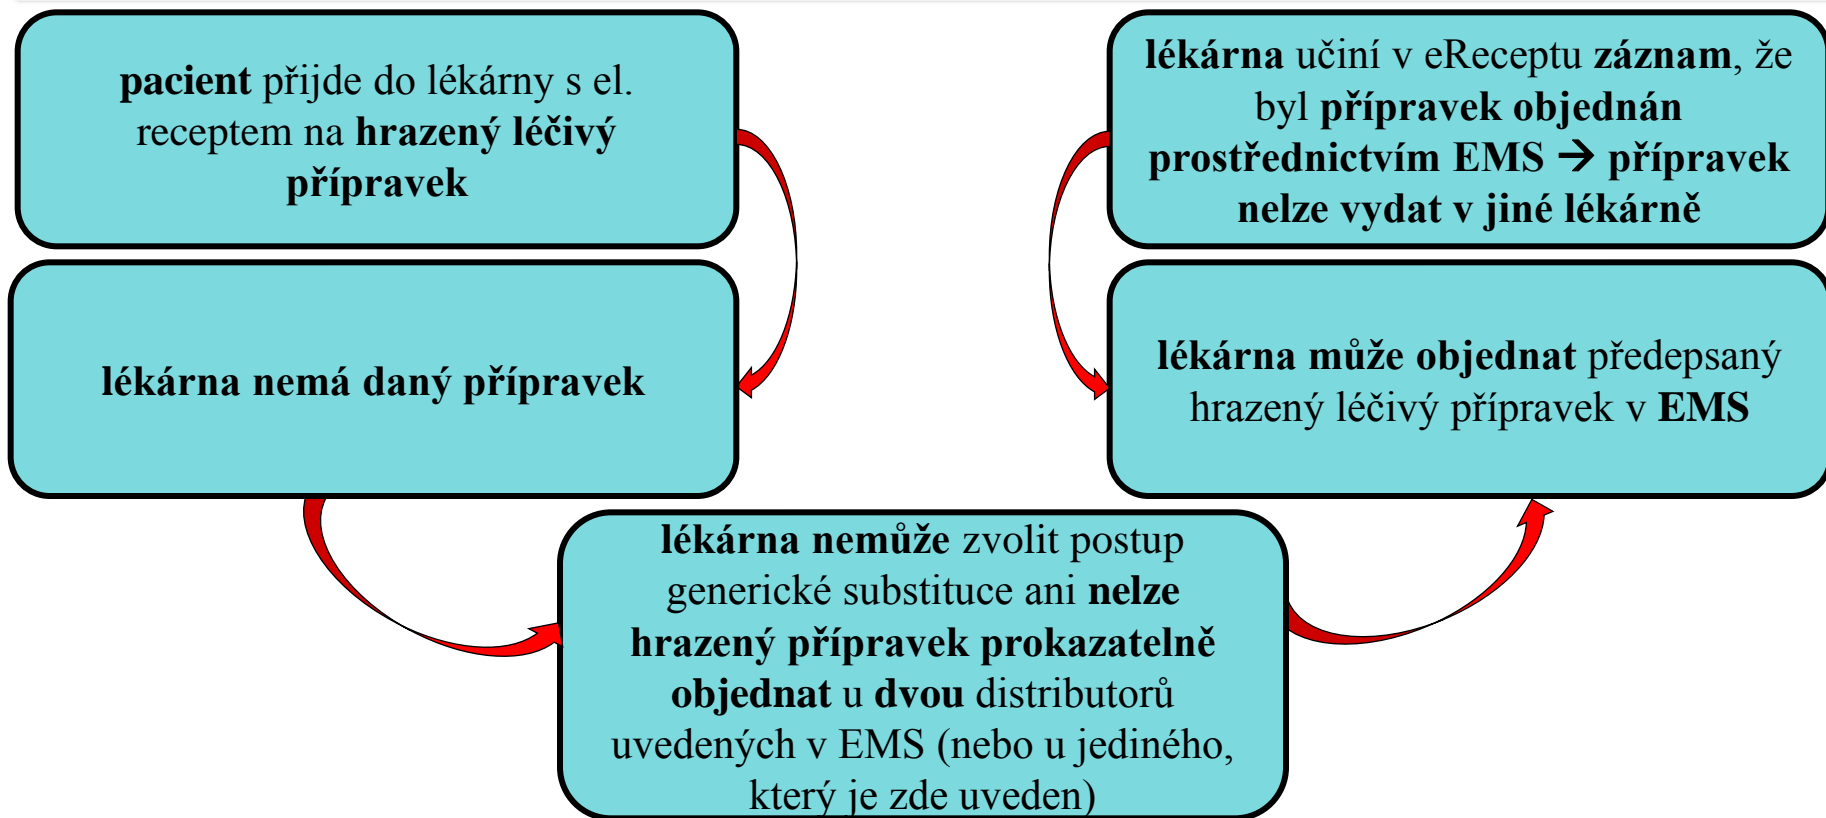 pacient přijde do lékárny s el.
receptem na hrazený léčivý
přípravek
lékárna nemá daný přípravek
lékárna nemůže zvolit postup
generické substituce ani nelze
hrazený přípravek prokazatelně
objednat u dvou distributorů
uvedených v EMS (nebo u jediného,
který je zde uveden)
lékárna učiní v eReceptu záznam, že
byl přípravek objednán
prostřednictvím EMS → přípravek
nelze vydat v jiné lékárně
lékárna může objednat předepsaný
hrazený léčivý přípravek v EMS